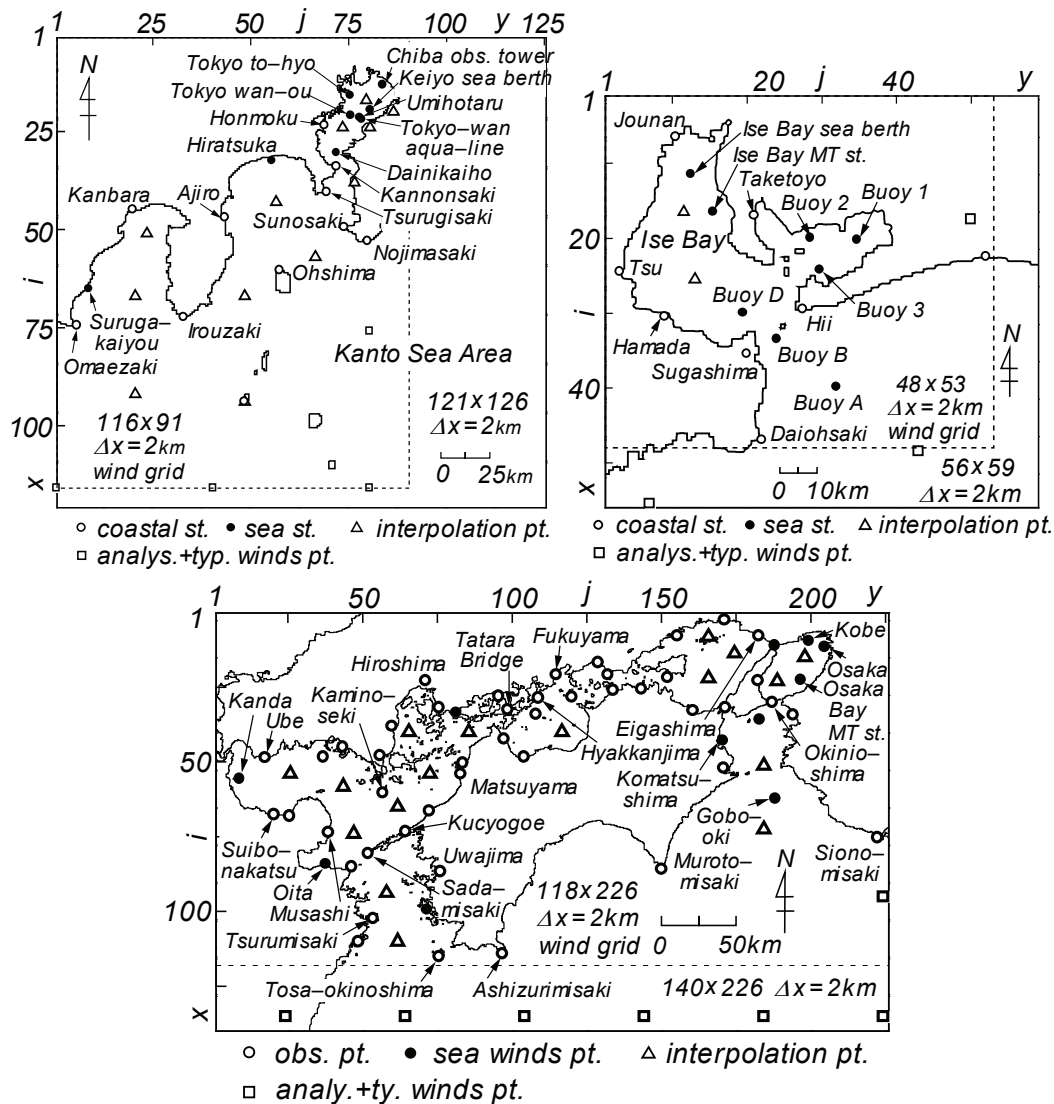 1 25 50 75 100 125
j y
1
25
50
75
100
i
x
N
Tokyo to–hyo
Chiba obs. tower
Keiyo sea berth
Tokyo wan–ou
Umihotaru
Honmoku
Tokyo–wan
aqua–line
Hiratsuka
Dainikaiho
Kannonsaki
Kanbara
Ajiro
Sunosaki
Tsurugisaki
Nojimasaki
Ohshima
Suruga-
kaiyou
Irouzaki
Omaezaki
Kanto Sea Area
116x91
Δx=2km
wind grid
121x126
Δx=2km
0 25km
○ coastal st. ● sea st. △ interpolation pt.
□ analys.+typ. winds pt.
1 20 j 40 y
1
20
i
40
x
N
Jounan
Ise Bay sea berth
Ise Bay MT st.
Taketoyo
Buoy 2
Buoy 1
Ise Bay
Tsu
Buoy D
Hii
Buoy 3
Hamada
Buoy B
Sugashima
Buoy A
Daiohsaki
48x53
Δx=2km
wind grid
0 10km
56x59
Δx=2km
○ coastal st. ● sea st. △ interpolation pt.
□ analys.+typ. winds pt.
1 50 100 j 150 200 y
1
50
i
100
x
N
Tatara
Bridge
Fukuyama
Kobe
Hiroshima
Kamino-
seki
Kanda
Ube
Osaka
Osaka
Bay
MT st.
Eigashima
Hyakkanjima
Okinio–
shima
Komatsu–
shima
Matsuyama
Kucyogoe
Gobo–
oki
Suibo–
nakatsu
Uwajima
Muroto–
misaki
Siono–
misaki
Oita
Musashi
Sada–
misaki
Tsurumisaki
118x226
Δx=2km
wind grid
0 50km
Tosa–okinoshima
Ashizurimisaki
140x226 Δx=2km
○ obs. pt. ● sea winds pt. △ interpolation pt.
□ analy.+ty. winds pt.